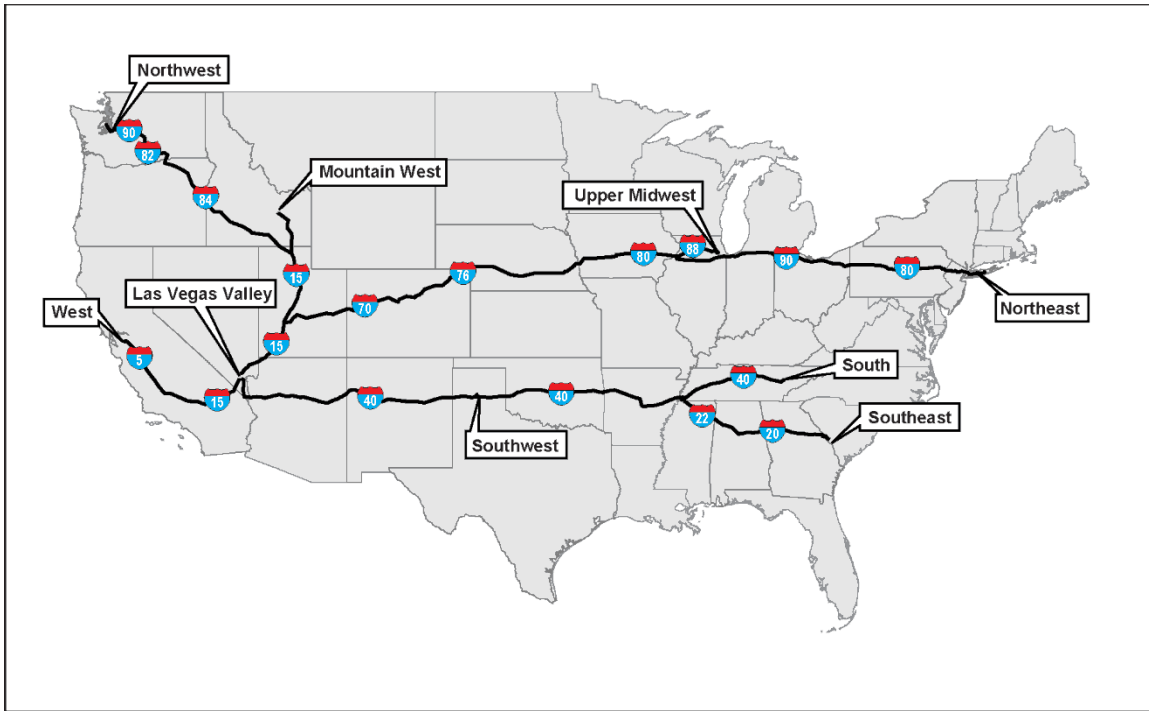 Northwest
90
82
Mountain West
84
Upper Midwest
88
80
90
80
15
76
Las Vegas Valley
70
Northeast
West
15
5
South
40
15
40
40
Southeast
22
20
Southwest